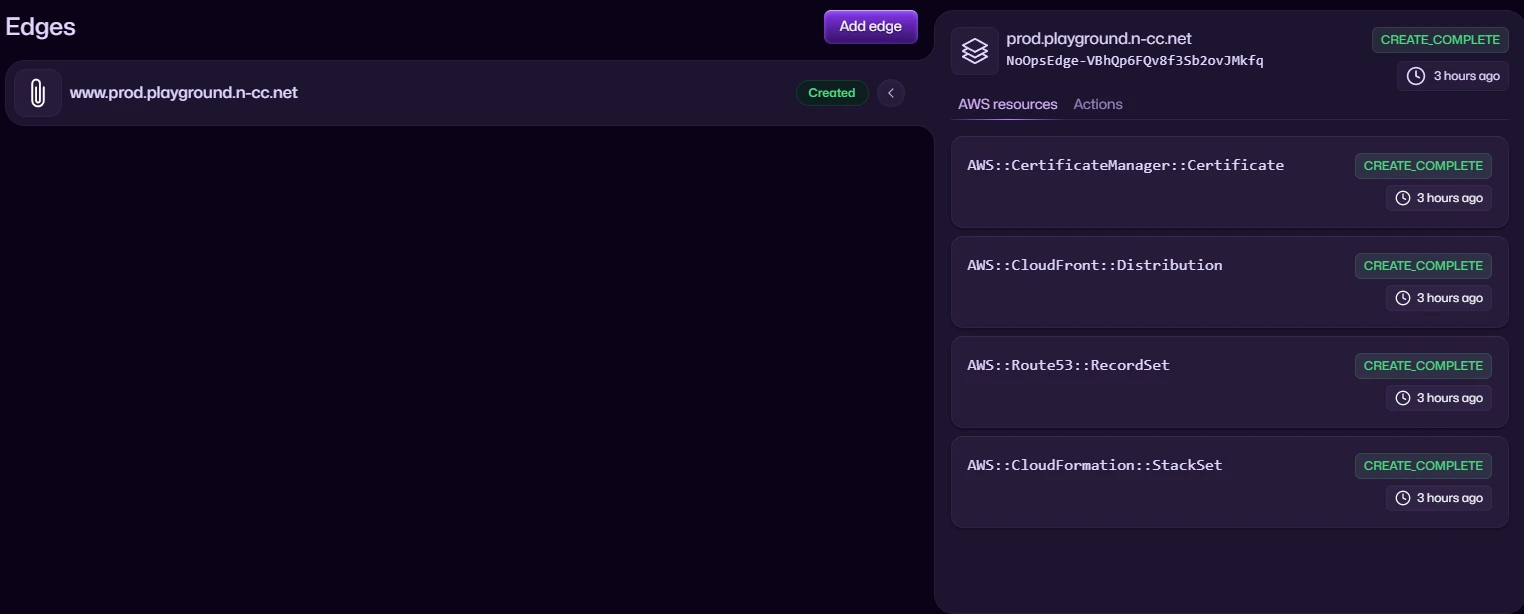 Edges
Add edge
www.prod.playground.n-cc.net
Created
prod.playground.n-cc.net
NoOpsEdge-VBhQp6FQv8f3Sb2ovJMkfq
CREATE_COMPLETE
3 hours ago
AWS resources
Actions
AWS::CertificateManager::Certificate
CREATE_COMPLETE
3 hours ago
AWS::CloudFront::Distribution
CREATE_COMPLETE
3 hours ago
AWS::Route53::RecordSet
CREATE_COMPLETE
3 hours ago
AWS::CloudFormation::StackSet
CREATE_COMPLETE
3 hours ago